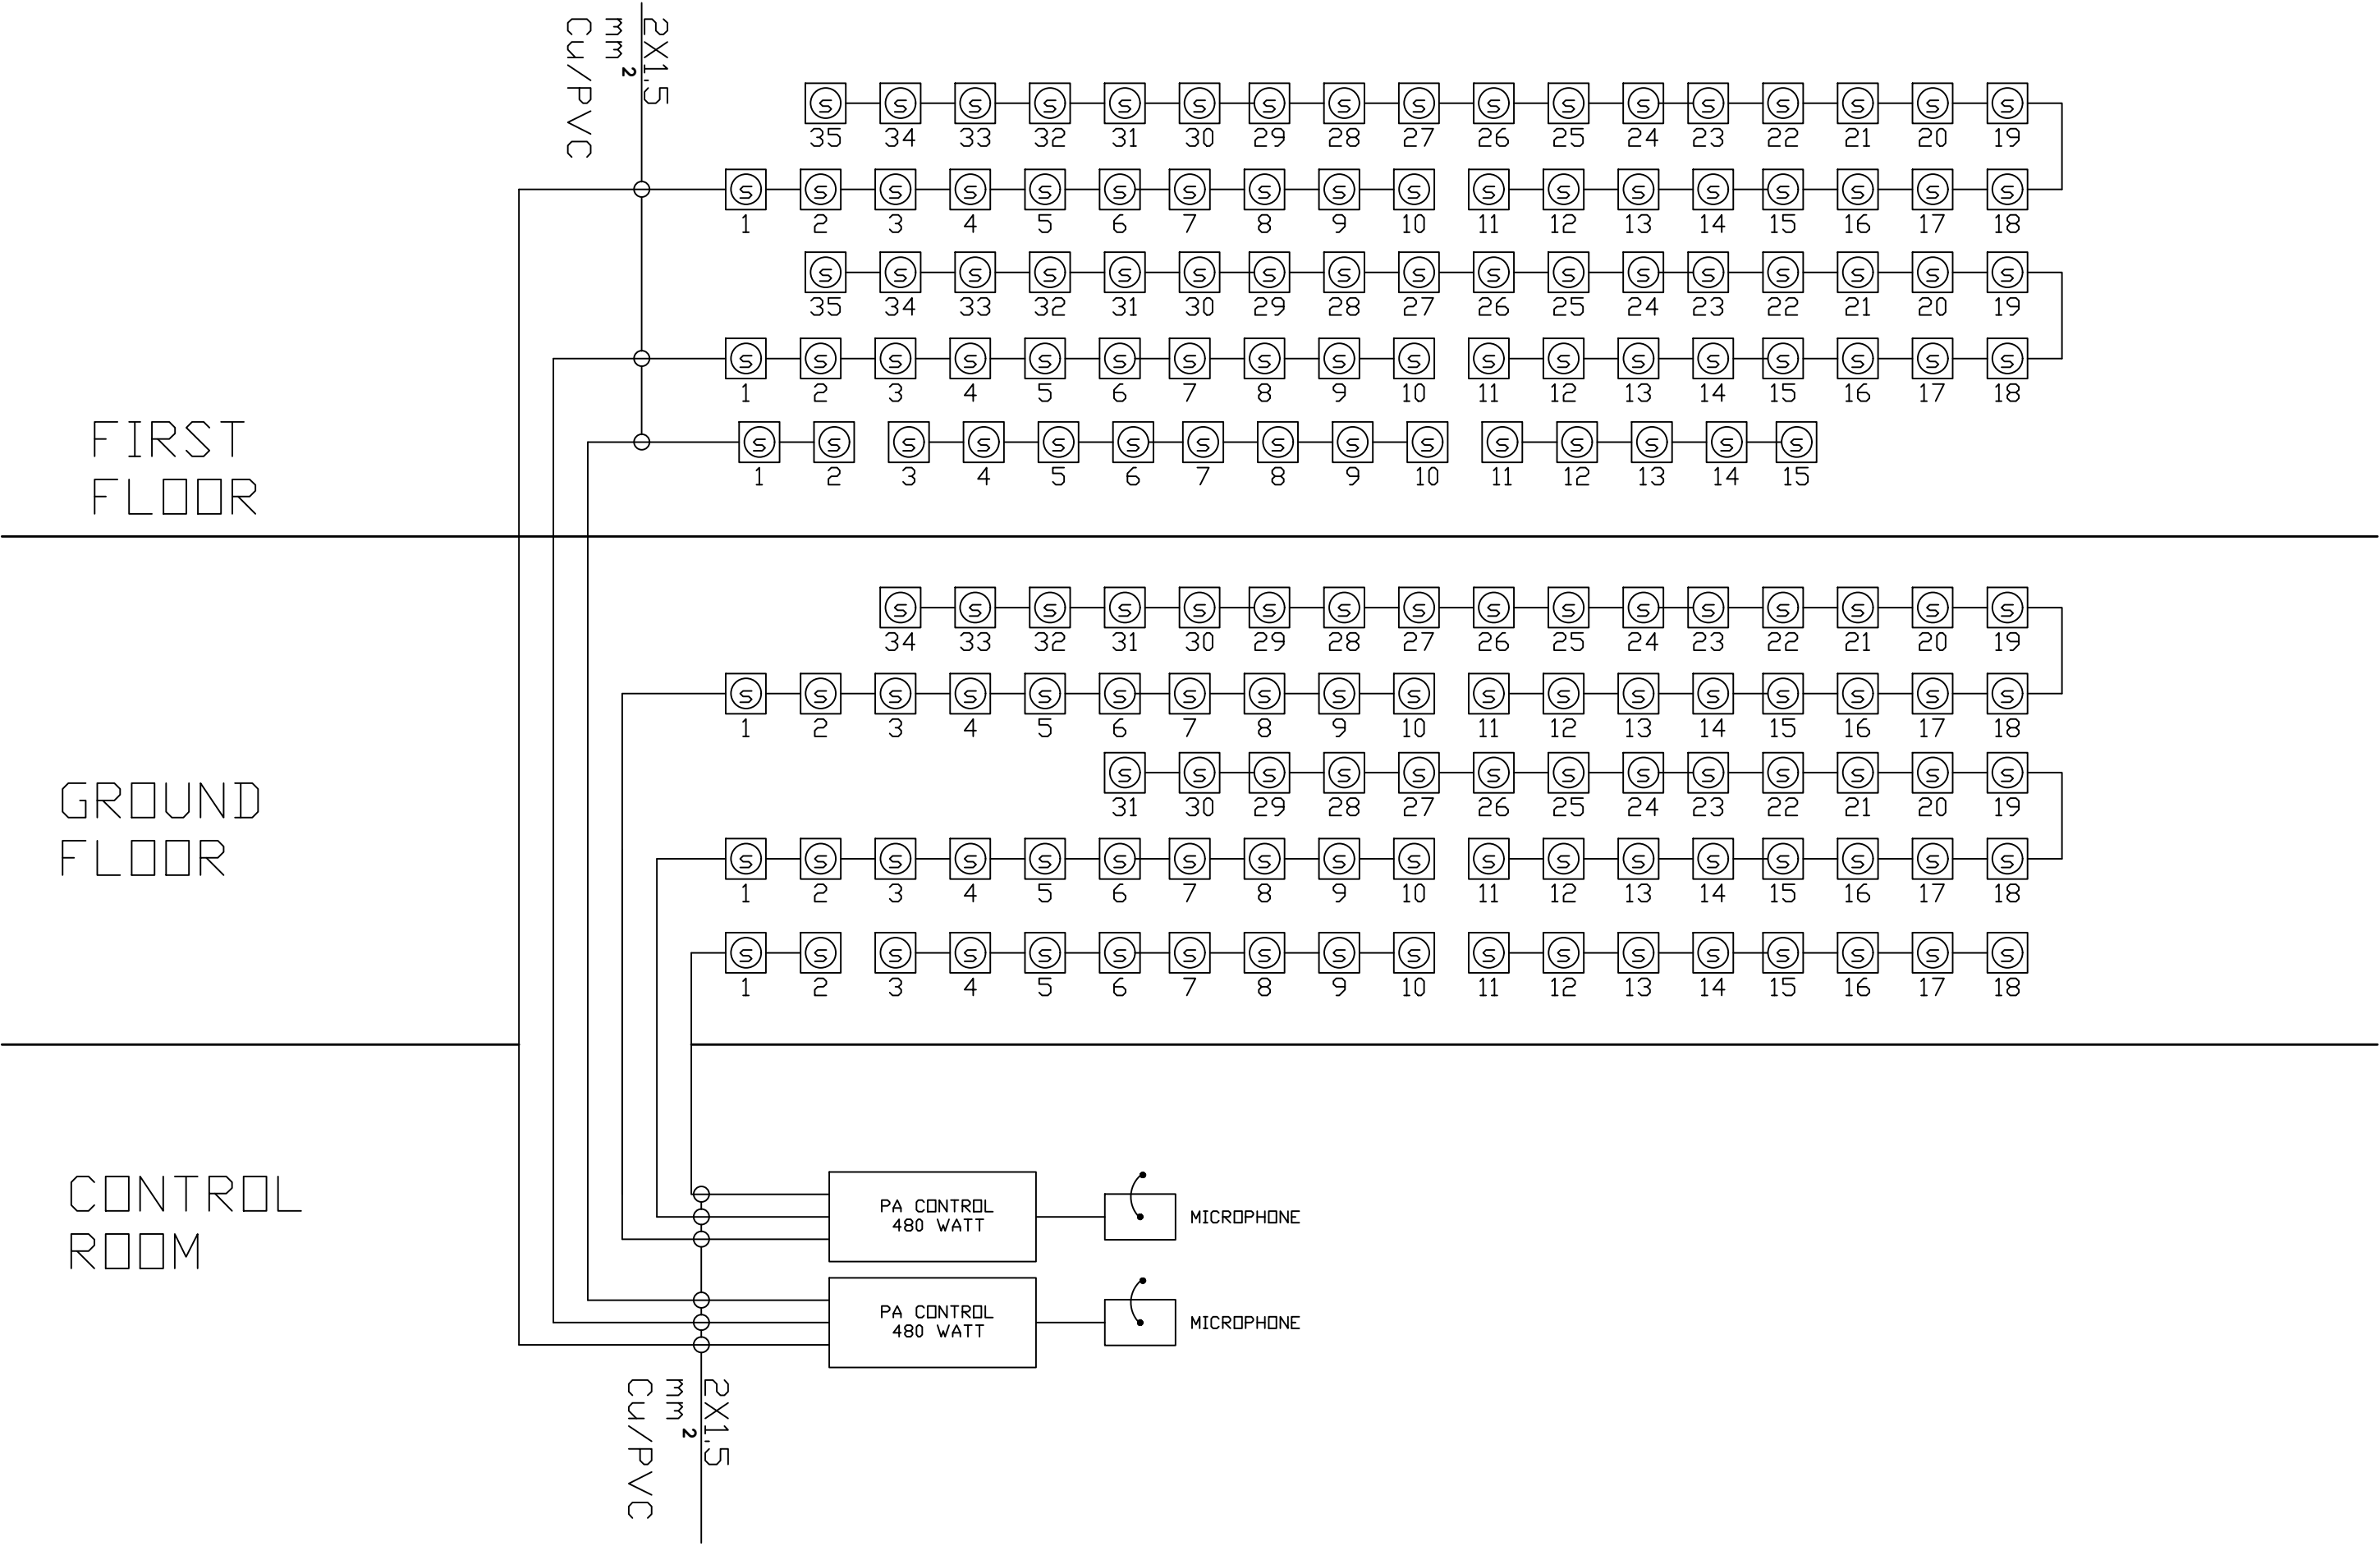 2X1,5
mm²
Cu/PVC
S S S S S S S S S S S S S S S S S
35 34 33 32 31 30 29 28 27 26 25 24 23 22 21 20 19
S S S S S S S S S S S S S S S S S S
1 2 3 4 5 6 7 8 9 10 11 12 13 14 15 16 17 18
S S S S S S S S S S S S S S S S S
35 34 33 32 31 30 29 28 27 26 25 24 23 22 21 20 19
S S S S S S S S S S S S S S S S S S
1 2 3 4 5 6 7 8 9 10 11 12 13 14 15 16 17 18
FIRST
FLOOR
S S S S S S S S S S S S S S S
1 2 3 4 5 6 7 8 9 10 11 12 13 14 15
S S S S S S S S S S S S S S S S
34 33 32 31 30 29 28 27 26 25 24 23 22 21 20 19
S S S S S S S S S S S S S S S S S S
1 2 3 4 5 6 7 8 9 10 11 12 13 14 15 16 17 18
GROUND
FLOOR
S S S S S S S S S S S S S
31 30 29 28 27 26 25 24 23 22 21 20 19
S S S S S S S S S S S S S S S S S S
1 2 3 4 5 6 7 8 9 10 11 12 13 14 15 16 17 18
S S S S S S S S S S S S S S S S S S
1 2 3 4 5 6 7 8 9 10 11 12 13 14 15 16 17 18
CONTROL
ROOM
PA CONTROL
480 WATT
MICROPHONE
PA CONTROL
480 WATT
MICROPHONE
2X1,5
mm²
Cu/PVC